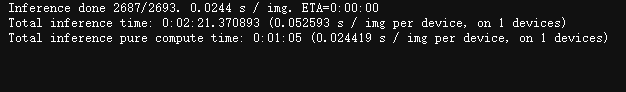 Inference done 2687/2693. 0.0244 s / img. ETA=0:00:00
Total inference time: 0:02:21.370893 (0.052593 s / img per device, on 1 devices)
Total inference pure compute time: 0:01:05 (0.024419 s / img per device, on 1 devices)